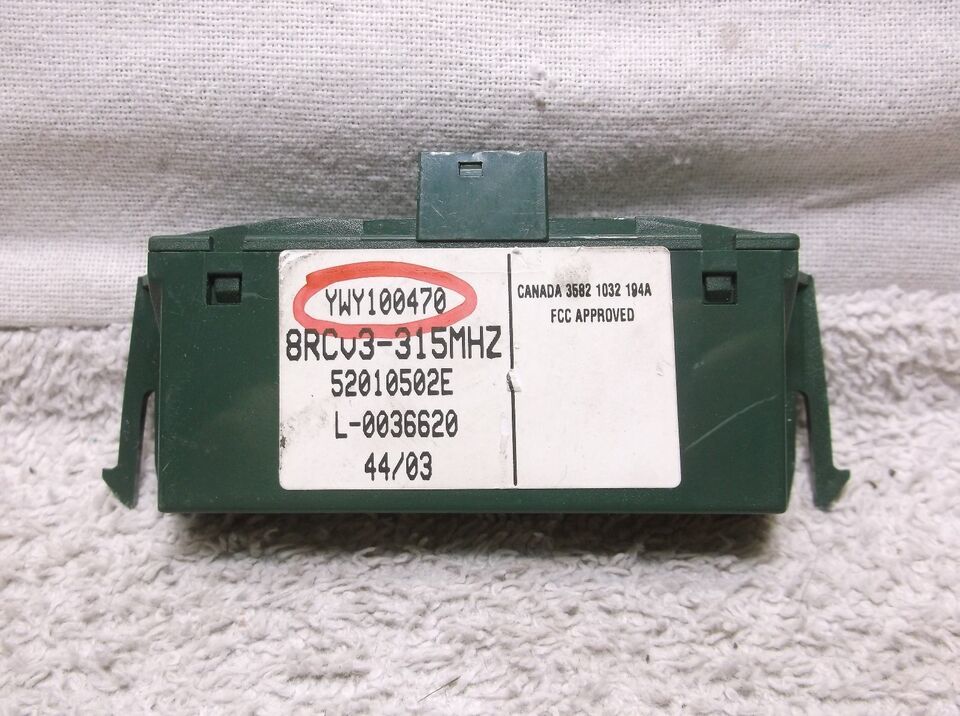 YWY100470
8RCV3-315MHZ
52010502E
L-0036620
44/03
CANADA 3582 1032 194A
FCC APPROVED